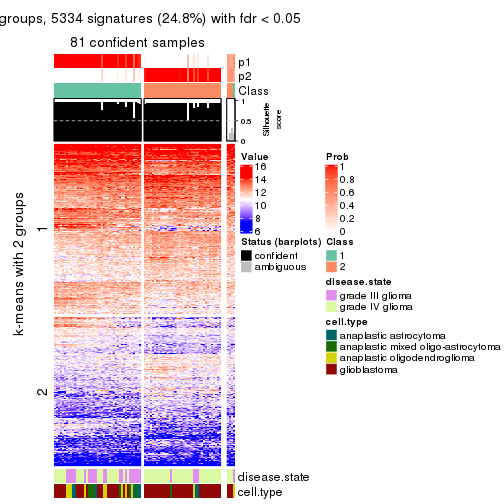 groups, 5334 signatures (24.8%) with fdr < 0.05
81 confident samples
p1
p2
Class
1
0.5
0
Silhouette
score
k-means with 2 groups
1
2
Value
16
14
12
10
8
6
Prob
1
0.8
0.6
0.4
0.2
0
Status (barplots)
confident
ambiguous
Class
1
2
disease.state
grade III glioma
grade IV glioma
cell.type
anaplastic astrocytoma
anaplastic mixed oligo-astrocytoma
anaplastic oligodendroglioma
glioblastoma
disease.state
cell.type